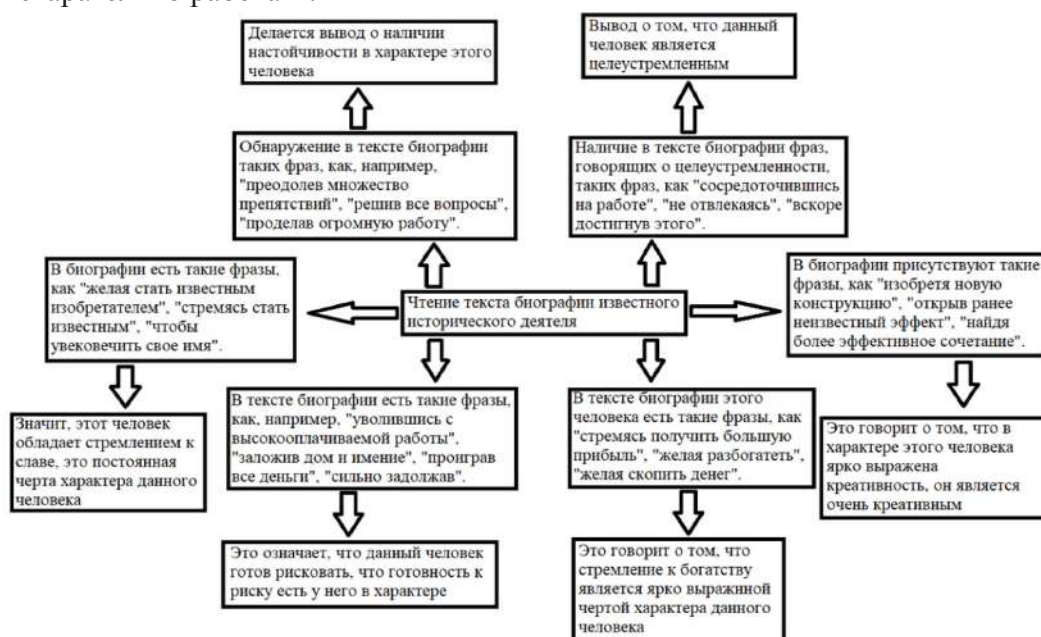 Делается вывод о наличии
настойчивости в характере этого
человека
Вывод о том, что данный
человек является
целеустремленным
Обнаружение в тексте биографии
таких фраз, как, например,
"преодолев множество
препятствий", "решив все вопросы",
"проделав огромную работу".
Наличие в тексте биографии фраз,
говорящих о целеустремленности,
таких фраз, как "сосредоточившись
на работе", "не отвлекаясь", "вскоре
достигнув этого".
В биографии есть такие фразы,
как "желая стать известным
изобретателем", "стремясь стать
известным", "чтобы
увековечить свое имя".
Чтение текста биографии известного
исторического деятеля
В биографии присутствуют такие
фразы, как "изобретя новую
конструкцию", "открыв ранее
неизвестный эффект", "найдя
более эффективное сочетание".
Значит, этот человек
обладает стремлением к
славе, это постоянная
черта характера данного
человека
В тексте биографии есть такие фразы,
как, например, "уволившись с
высокооплачиваемой работы",
"заложив дом и имение", "проиграв
все деньги", "сильно задолжав".
В тексте биографии этого
человека есть такие фразы, как
"стремясь получить большую
прибыль", "желая разбогатеть",
"желая скопить денег".
Это говорит о том, что в
характере этого человека
ярко выражена
креативность, он является
очень креативным
Это означает, что данный человек
готов рисковать, что готовность к
риску есть у него в характере
Это говорит о том, что
стремление к богатству
является ярко выражиной
чертой характера данного
человека